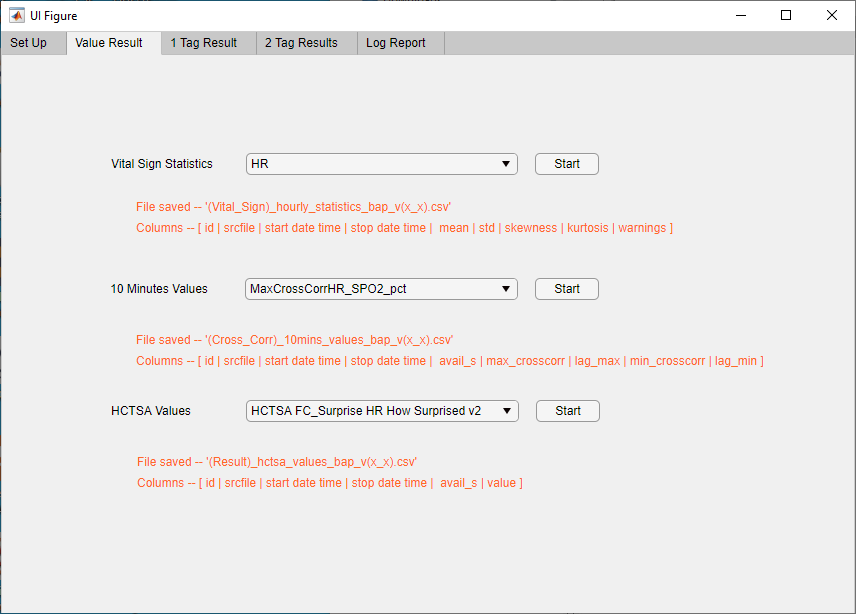 UI Figure
Set Up
Value Result
1 Tag Result
2 Tag Results
Log Report
Vital Sign Statistics HR Start
File saved -- '(Vital_Sign)_hourly_statistics_bap_v(x_x).csv'
Columns -- [ id | srcfile | start date time | stop date time |  mean | std | skewness | kurtosis | warnings ]
10 Minutes Values MaxCrossCorrHR_SPO2_pct Start
File saved -- '(Cross_Corr)_10mins_values_bap_v(x_x).csv'
Columns -- [ id | srcfile | start date time | stop date time |  avail_s | max_crosscorr | lag_max | min_crosscorr | lag_min ]
HCTSA Values HCTSA FC_Surprise HR How Surprised v2 Start
File saved -- '(Result)_hctsa_values_bap_v(x_x).csv'
Columns -- [ id | srcfile | start date time | stop date time |  avail_s | value ]